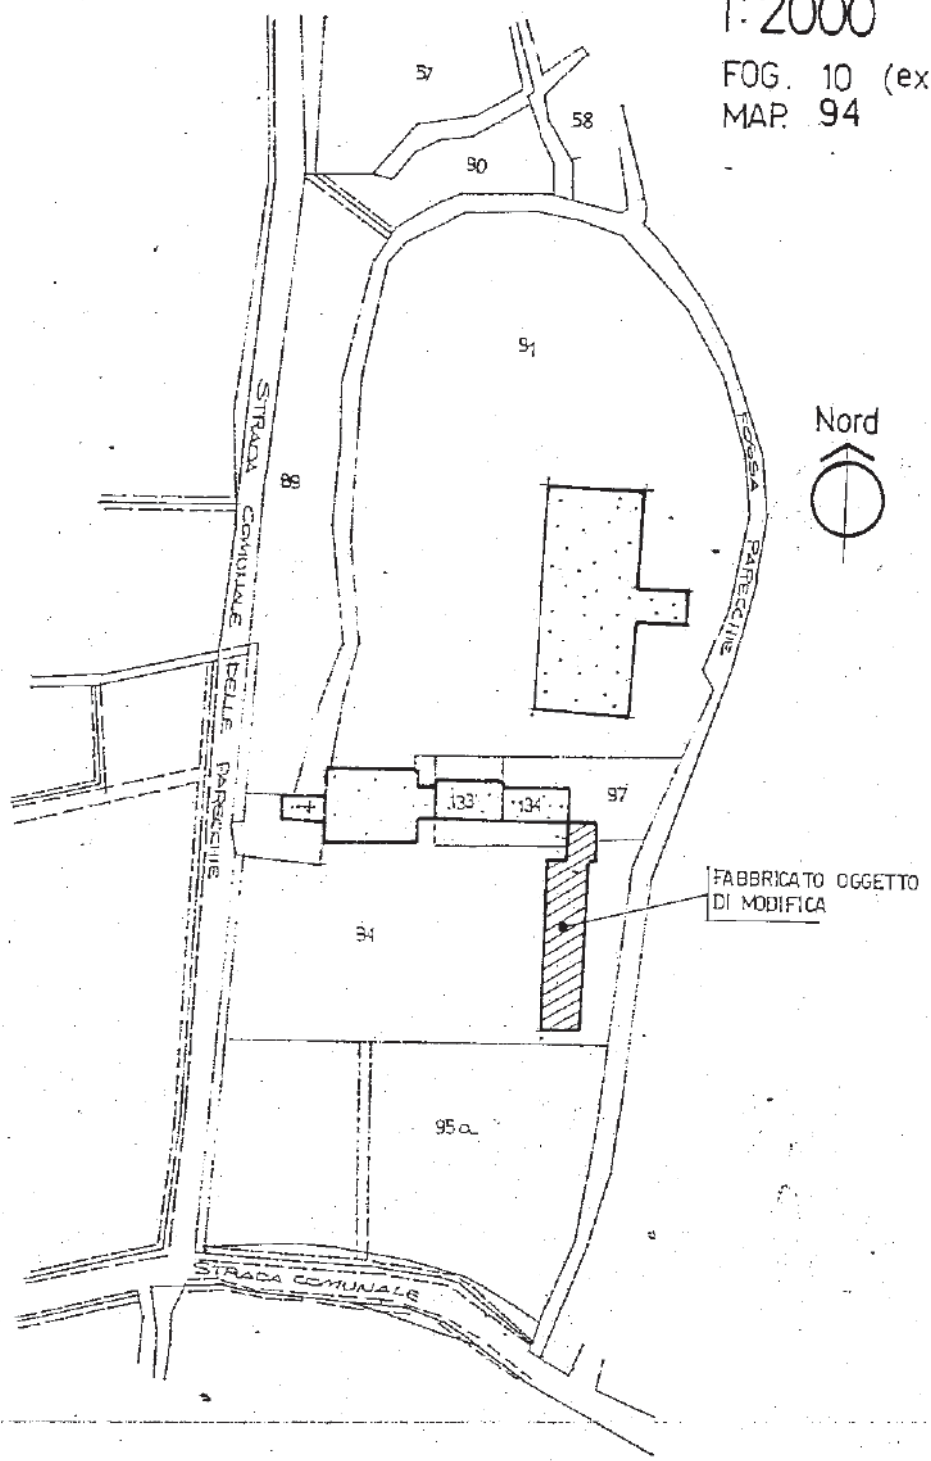 1:2000
FOG. 10 (ex
MAP. 94
57
58
90
91
Nord
89
STRADA COMUNALE DELLE PARECCHIE
FOSSA PARECCHIE
133
134
97
FABBRICATO OGGETTO
DI MODIFICA
94
95a
STRADA COMUNALE